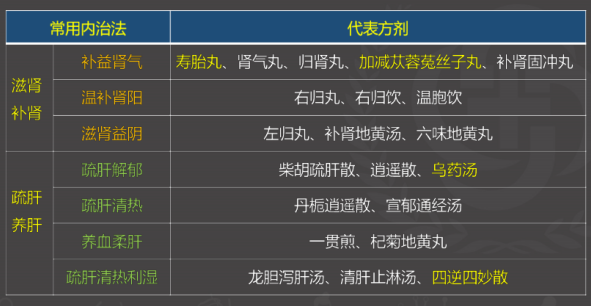 常用内治法 代表方剂
滋肾补肾 补益肾气 寿胎丸、肾气丸、归肾丸、加减苁蓉菟丝子丸、补肾固冲丸
温补肾阳 右归丸、右归饮、温胞饮
滋肾益阴 左归丸、补肾地黄汤、六味地黄丸
疏肝养肝 疏肝解郁 柴胡疏肝散、逍遥散、乌药汤
疏肝清热 丹栀逍遥散、宣郁通经汤
养血柔肝 一贯煎、杞菊地黄丸
疏肝清热利湿 龙胆泻肝汤、清肝止淋汤、四逆四妙散